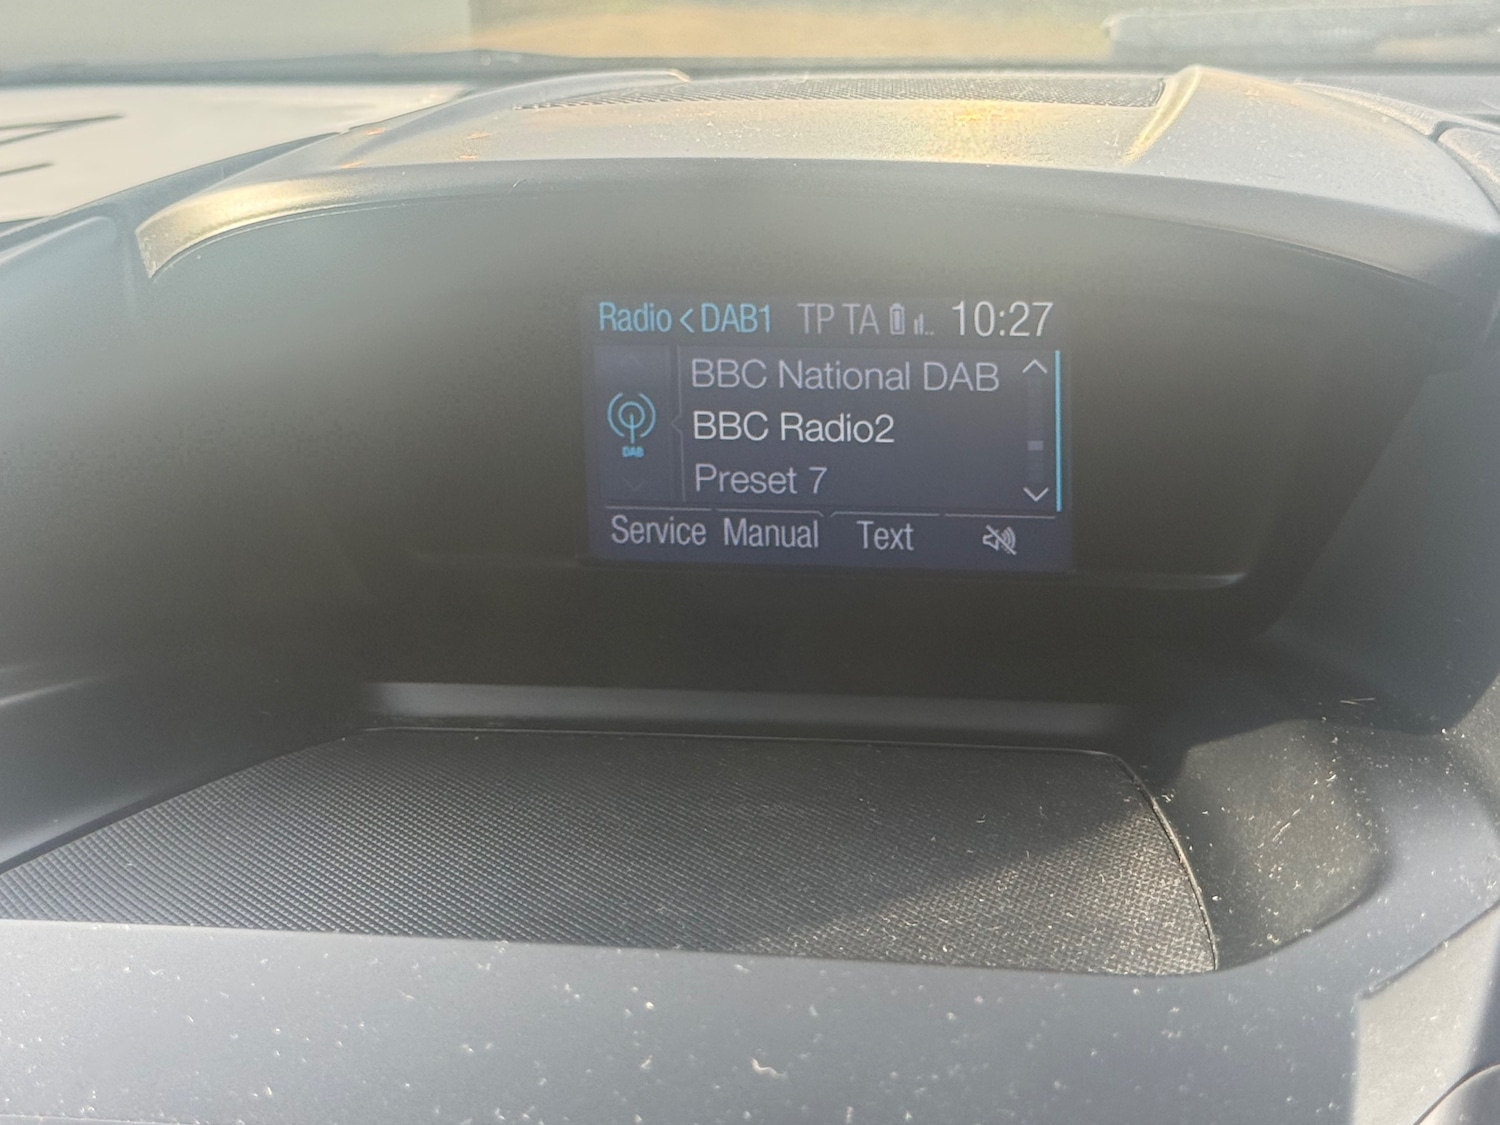 Radio < DAB1 TP TA 10:27
BBC National DAB
BBC Radio2
DAB
Preset 7
Service Manual Text